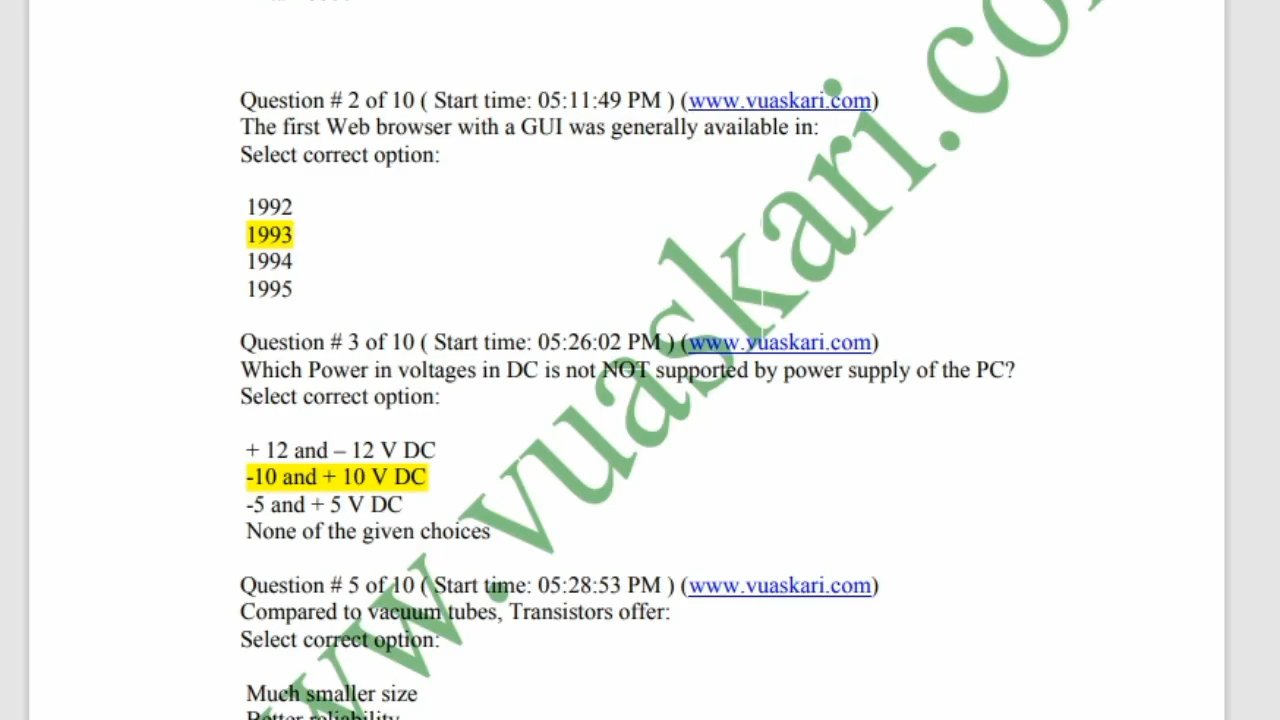 Question # 2 of 10 ( Start time: 05:11:49 PM ) (www.vuaskari.com)
The first Web browser with a GUI was generally available in:
Select correct option:
1992
1993
1994
1995
Question # 3 of 10 ( Start time: 05:26:02 PM ) (www.vuaskari.com)
Which Power in voltages in DC is not NOT supported by power supply of the PC?
Select correct option:
+ 12 and – 12 V DC
-10 and + 10 V DC
-5 and + 5 V DC
None of the given choices
Question # 5 of 10 ( Start time: 05:28:53 PM ) (www.vuaskari.com)
Compared to vacuum tubes, Transistors offer:
Select correct option:
Much smaller size
Better reliability
www.vuaskari.com